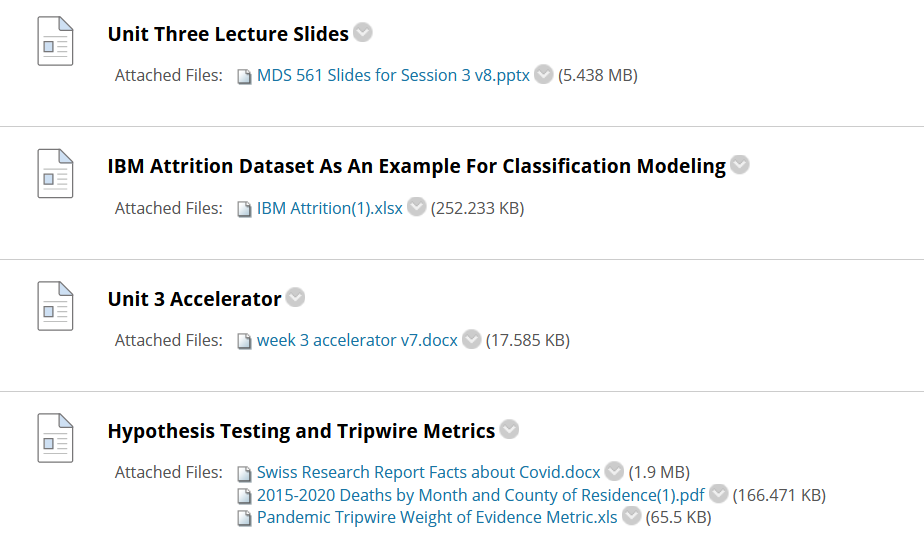 Unit Three Lecture Slides
Attached Files: MDS 561 Slides for Session 3 v8.pptx (5.438 MB)
IBM Attrition Dataset As An Example For Classification Modeling
Attached Files: IBM Attrition(1).xlsx (252.233 KB)
Unit 3 Accelerator
Attached Files: week 3 accelerator v7.docx (17.585 KB)
Hypothesis Testing and Tripwire Metrics
Attached Files: Swiss Research Report Facts about Covid.docx (1.9 MB)
2015-2020 Deaths by Month and County of Residence(1).pdf (166.471 KB)
Pandemic Tripwire Weight of Evidence Metric.xls (65.5 KB)